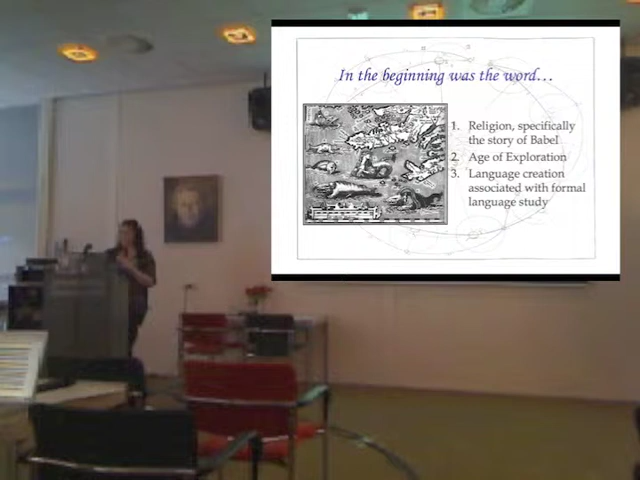 In the beginning was the word…
1. Religion, specifically
the story of Babel
2. Age of Exploration
3. Language creation
associated with formal
language study